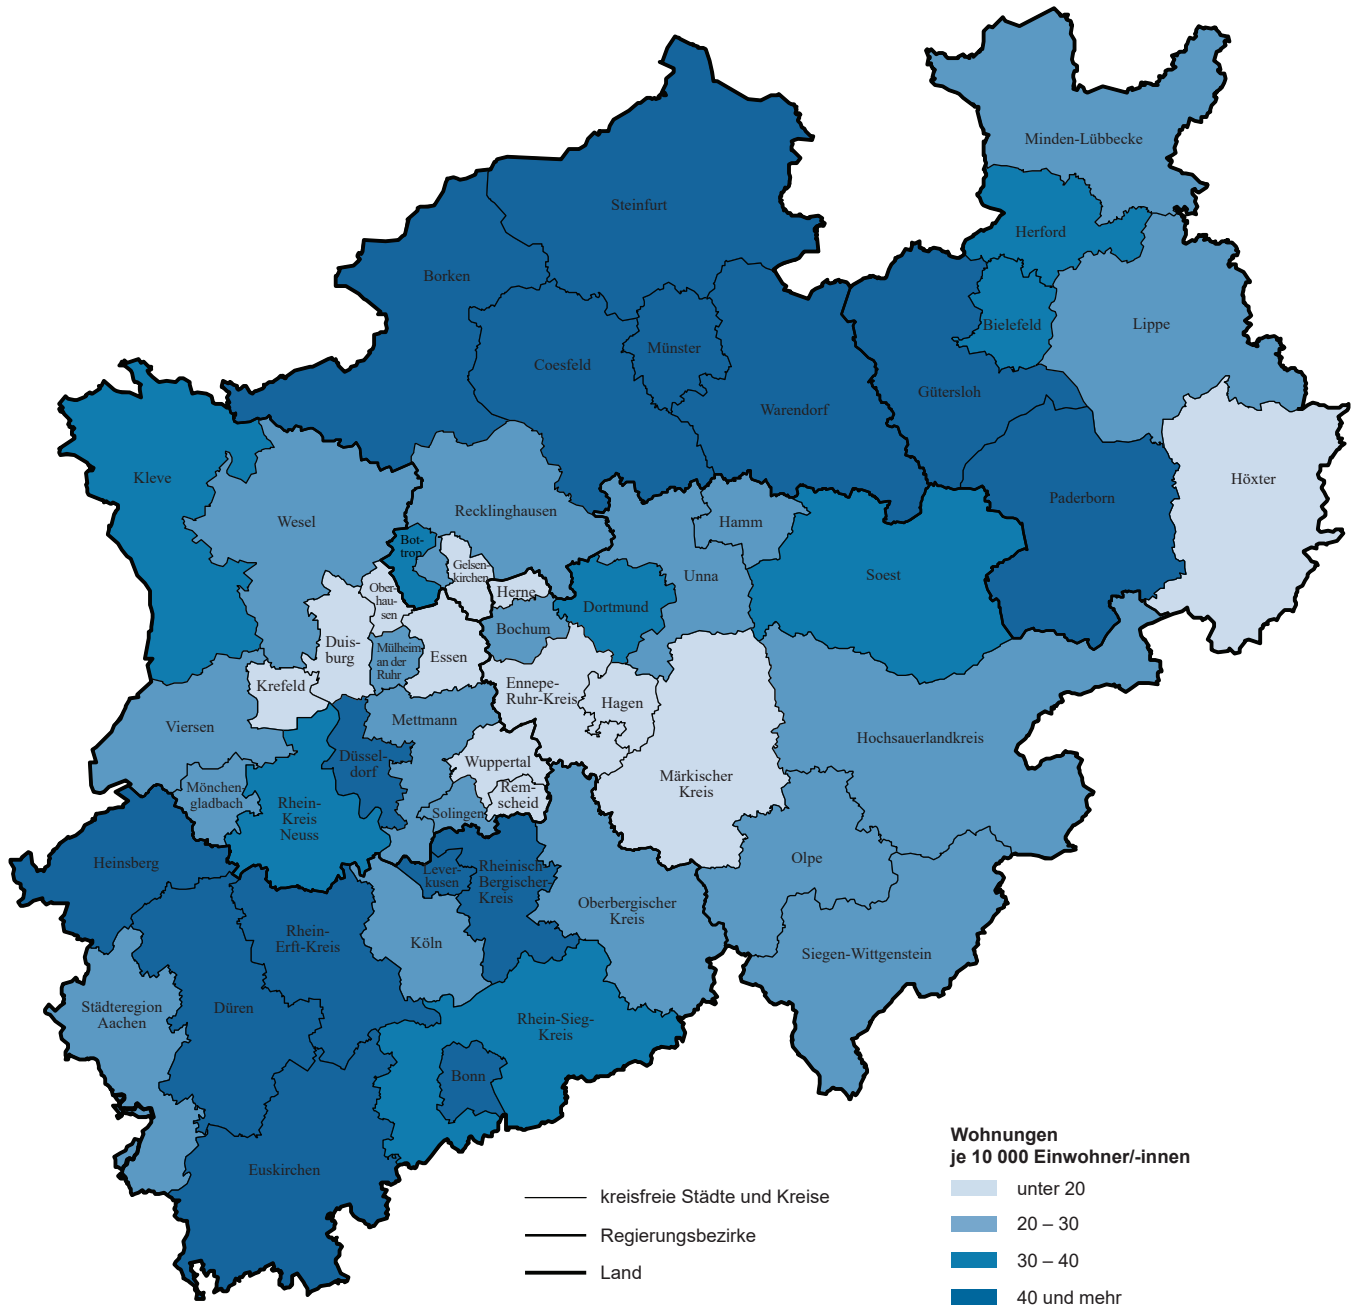 Minden-Lübbecke
Steinfurt
Herford
Borken
Bielefeld
Lippe
Münster
Coesfeld
Gütersloh
Warendorf
Kleve
Höxter
Paderborn
Wesel
Recklinghausen
Hamm
Bot-
trop
Gelsen-
kirchen
Soest
Unna
Ober-
hau-
sen
Herne
Dortmund
Bochum
Duis-
burg
Mülheim
an der
Ruhr
Essen
Krefeld
Ennepe-
Ruhr-Kreis
Hagen
Viersen
Mettmann
Hochsauerlandkreis
Düssel-
dorf
Wuppertal
Märkischer
Kreis
Mönchen
gladbach
Rem-
scheid
Rhein-
Kreis
Neuss
Solingen
Heinsberg
Olpe
Lever-
kusen
Rheinisch-
Bergischer-
Kreis
Oberbergischer
Kreis
Rhein-
Erft-Kreis
Köln
Siegen-Wittgenstein
Städteregion
Aachen
Düren
Rhein-Sieg-
Kreis
Bonn
Euskirchen
kreisfreie Städte und Kreise
Regierungsbezirke
Land
Wohnungen
je 10 000 Einwohner/-innen
unter 20
20 – 30
30 – 40
40 und mehr